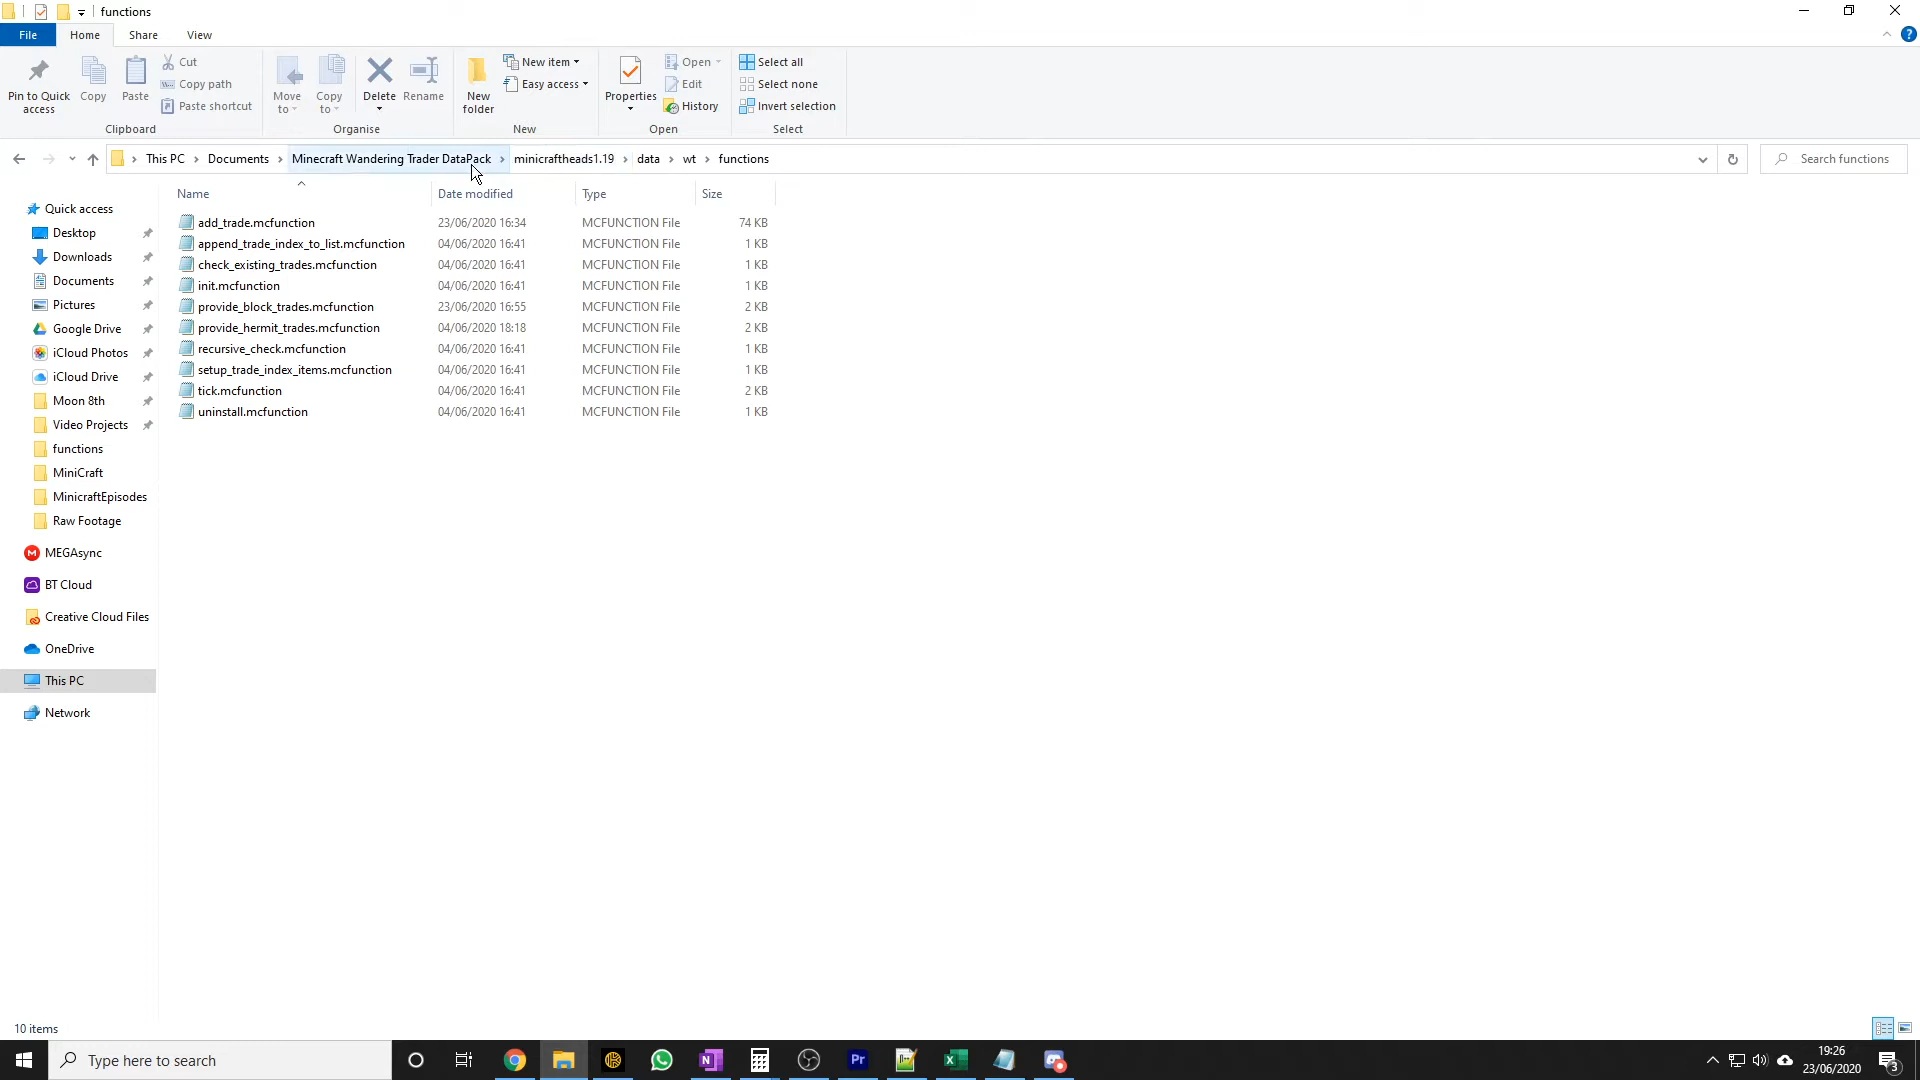 functions
File Home Share View
Pin to Quick access
Copy
Paste
Cut
Copy path
Paste shortcut
Clipboard
Move to
Copy to
Delete
Rename
Organise
New folder
New item
Easy access
New
Properties
Open
Edit
History
Open
Select all
Select none
Invert selection
Select
This PC > Documents > Minecraft Wandering Trader DataPack > minicraftheads1.19 > data > wt > functions
Search functions
Name Date modified Type Size
add_trade.mcfunction 23/06/2020 16:34 MCFUNCTION File 74 KB
append_trade_index_to_list.mcfunction 04/06/2020 16:41 MCFUNCTION File 1 KB
check_existing_trades.mcfunction 04/06/2020 16:41 MCFUNCTION File 1 KB
init.mcfunction 04/06/2020 16:41 MCFUNCTION File 1 KB
provide_block_trades.mcfunction 23/06/2020 16:55 MCFUNCTION File 2 KB
provide_hermit_trades.mcfunction 04/06/2020 18:18 MCFUNCTION File 2 KB
recursive_check.mcfunction 04/06/2020 16:41 MCFUNCTION File 1 KB
setup_trade_index_items.mcfunction 04/06/2020 16:41 MCFUNCTION File 1 KB
tick.mcfunction 04/06/2020 16:41 MCFUNCTION File 2 KB
uninstall.mcfunction 04/06/2020 16:41 MCFUNCTION File 1 KB
Quick access
Desktop
Downloads
Documents
Pictures
Google Drive
iCloud Photos
iCloud Drive
Moon 8th
Video Projects
functions
MiniCraft
MinicraftEpisodes
Raw Footage
MEGAsync
BT Cloud
Creative Cloud Files
OneDrive
This PC
Network
10 items
Type here to search
Pr
19:26
23/06/2020
3